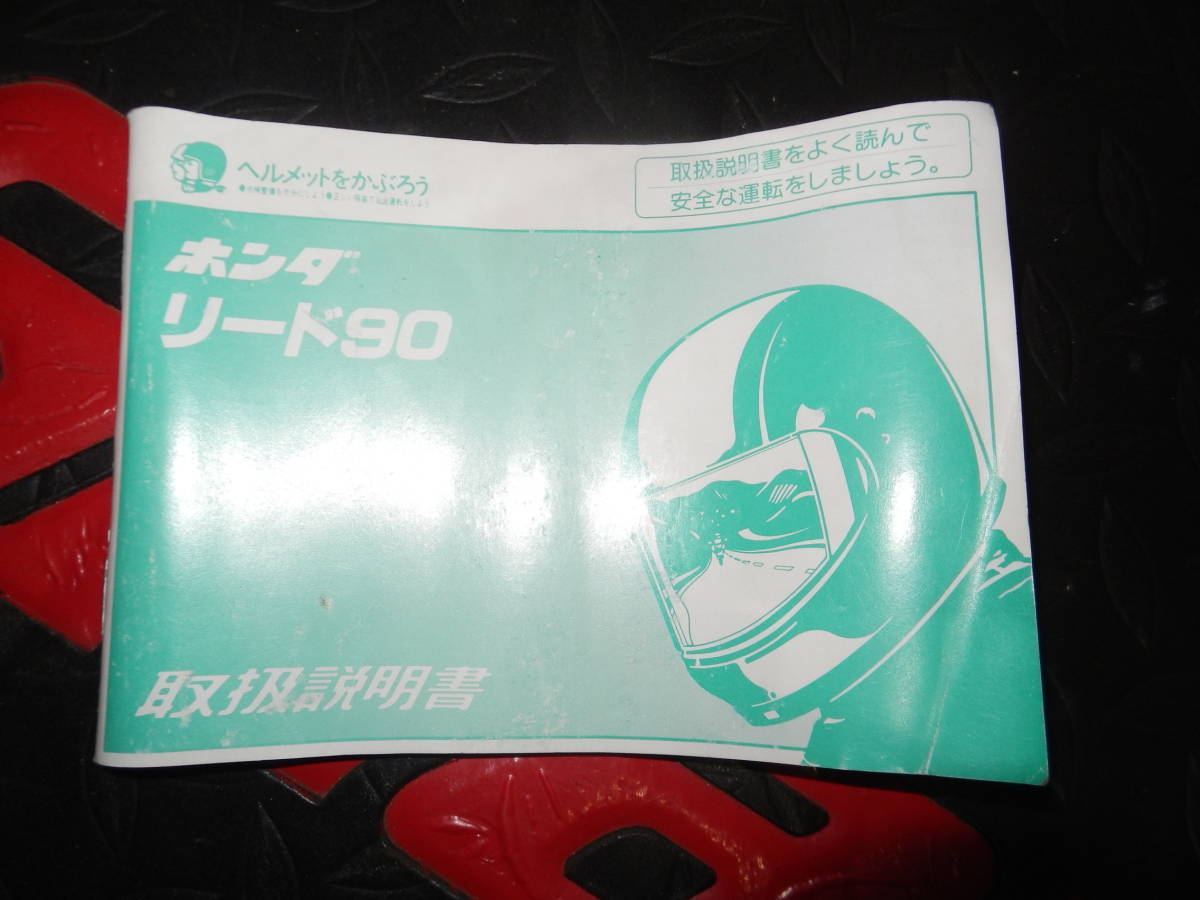 ヘルメットをかぶろう
取扱説明書をよく読んで
安全な運転をしましょう。
ホンダ
リード90
取扱説明書